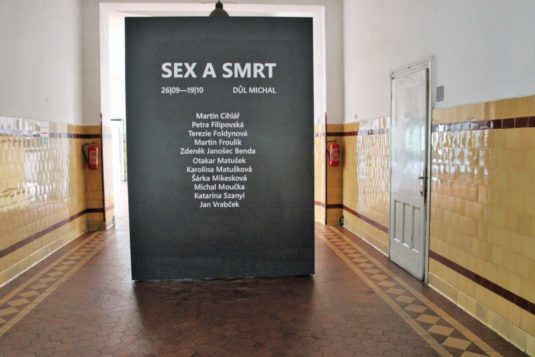 SEX A SMRT
26|09—19|10 DŮL MICHAL
Martin Cihlář
Petra Filipovská
Terezie Foldynová
Martin Froulík
Zdeněk Janošec Benda
Otakar Matušek
Karolina Matušková
Šárka Mikesková
Michal Moučka
Katarína Szanyi
Jan Vrabček